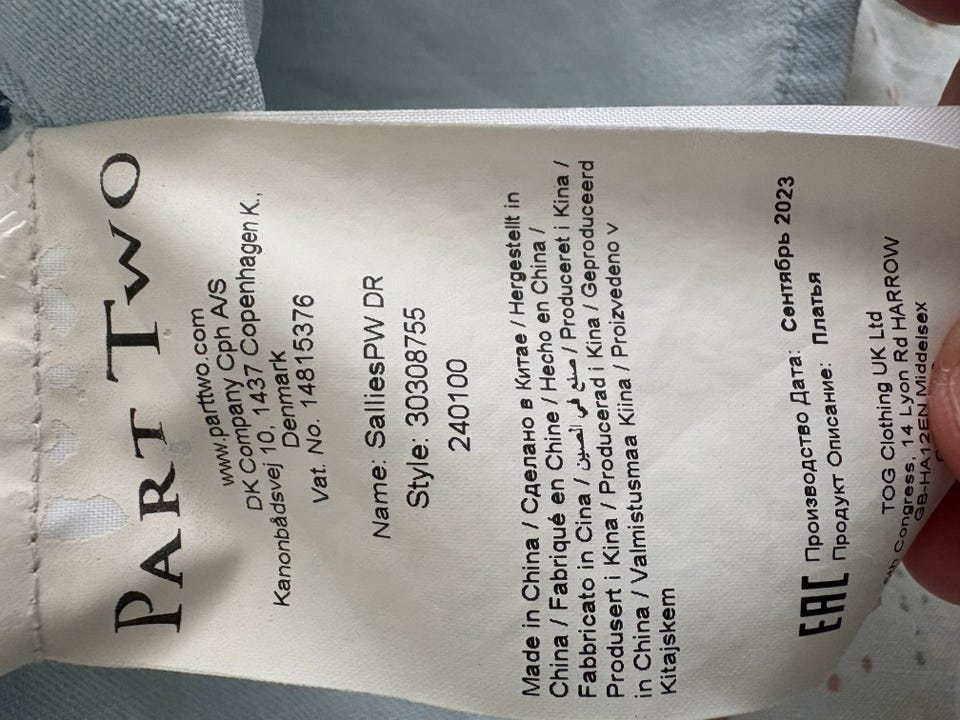 PART TWO
www.parttwo.com
DK Company Cph A/S
Kanonbådsvej 10, 1437 Copenhagen K.,
Denmark
Vat. No. 14815376
Name: SalliesPW DR
Style: 30308755
240100
Made in China / Сделано в Китае / Hergestellt in
China / Fabriqué en Chine / Hecho en China /
Fabbricato in Cina / صنع في الصين / Produceret i Kina /
Produsert i Kina / Producerad i Kina / Geproduceerd
in China / Valmistusmaa Kiina / Proizvedeno v
Kitajskem
EAC
Производство Дата: Сентябрь 2023
Продукт Описание: Платья
TOG Clothing UK Ltd
Congress, 14 Lyon Rd HARROW
GB-HA12EN Middelsex